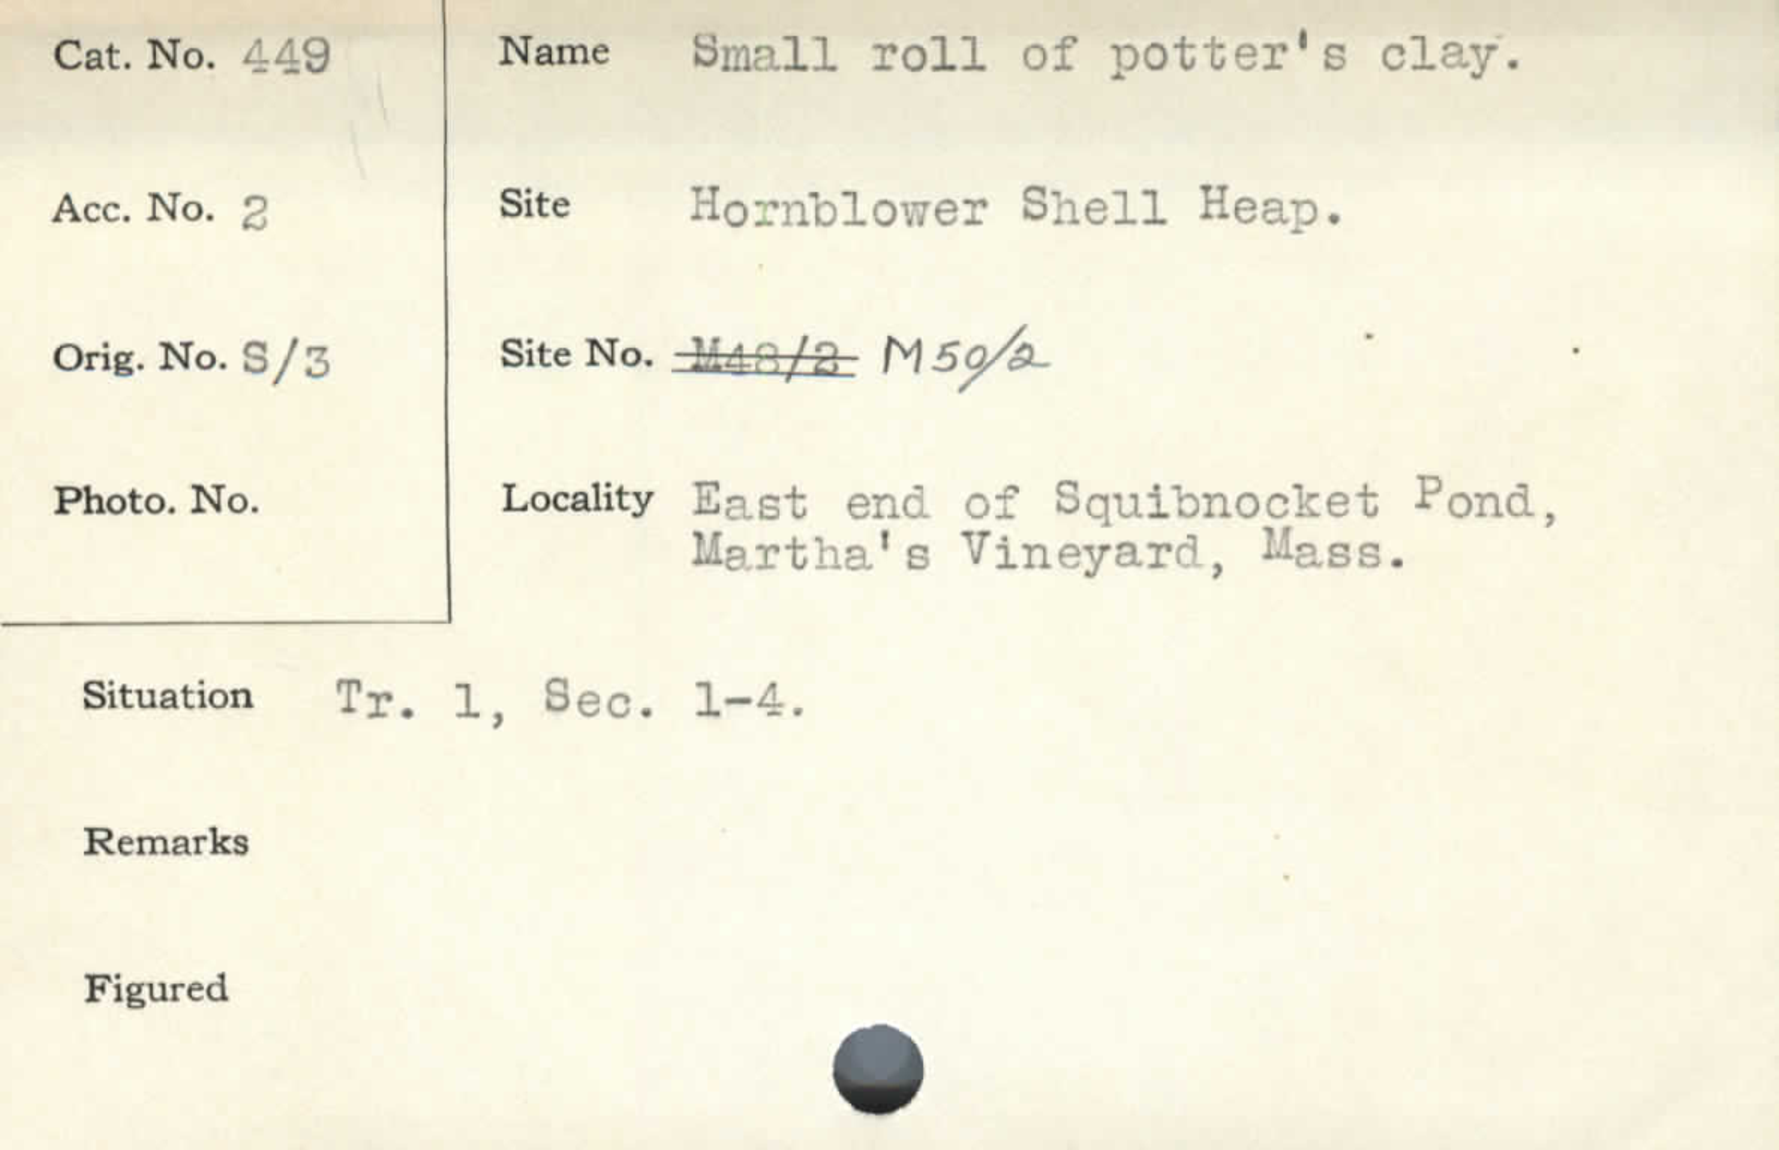 Cat. No. 449
Name Small roll of potter's clay.
Acc. No. 2
Site Hornblower Shell Heap.
Orig. No. S/3
Site No. M48/2 M50/2
Photo. No.
Locality East end of Squibnocket Pond,
Martha's Vineyard, Mass.
Situation Tr. 1, Sec. 1-4.
Remarks
Figured